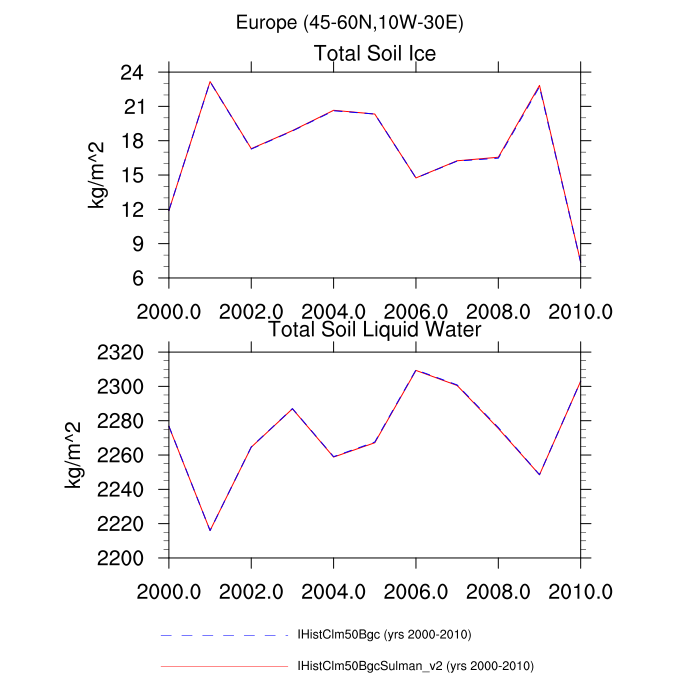 Europe (45-60N,10W-30E)
Total Soil Ice
24
21
18
15
12
9
6
kg/m^2
2000.0 2002.0 2004.0 2006.0 2008.0 2010.0
Total Soil Liquid Water
2320
2300
2280
2260
2240
2220
2200
kg/m^2
2000.0 2002.0 2004.0 2006.0 2008.0 2010.0
IHistClm50Bgc (yrs 2000-2010)
IHistClm50BgcSulman_v2 (yrs 2000-2010)